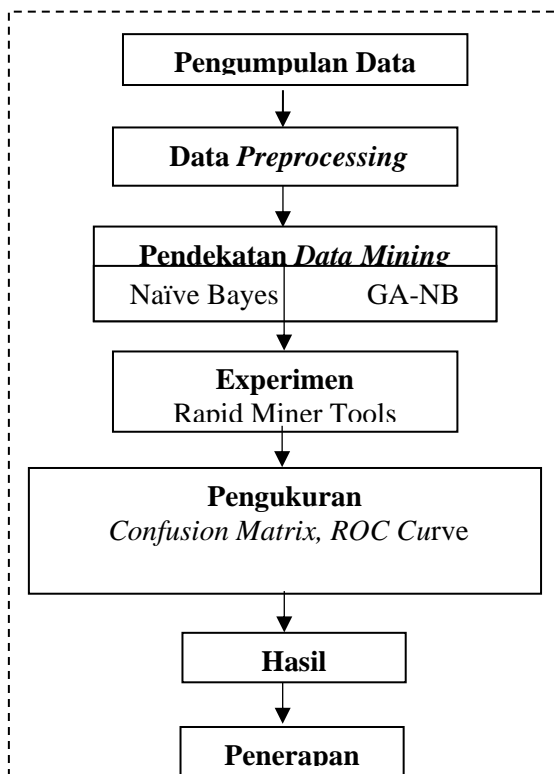 Pengumpulan Data
Data Preprocessing
Pendekatan Data Mining
Naïve Bayes GA-NB
Experimen
Rapid Miner Tools
Pengukuran
Confusion Matrix, ROC Curve
Hasil
Penerapan